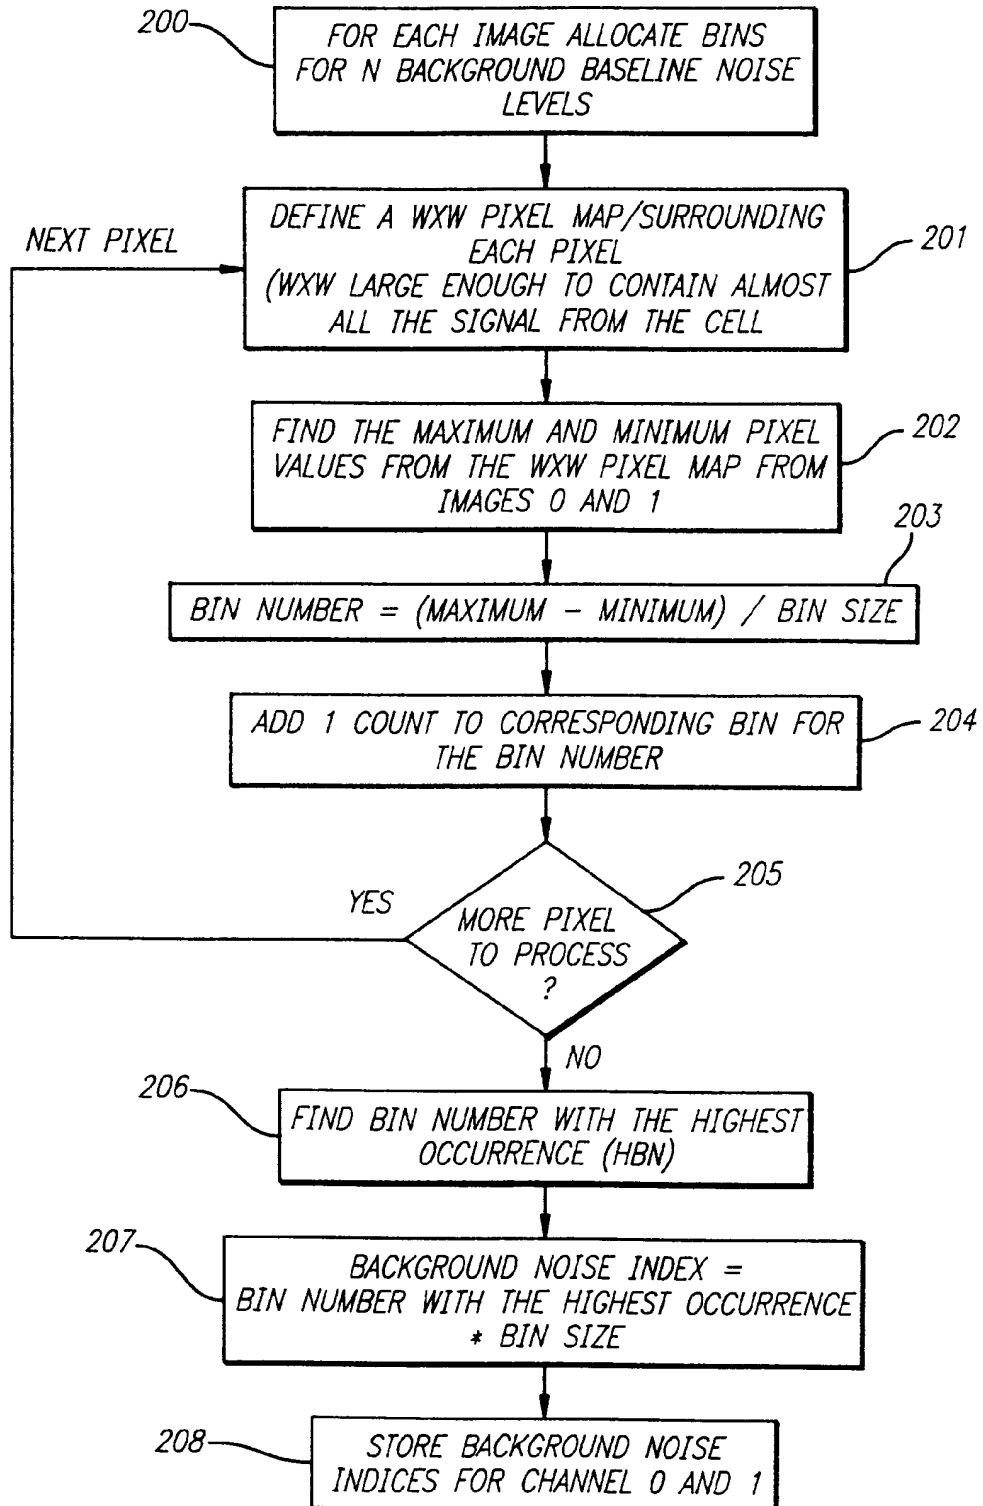 200
FOR EACH IMAGE ALLOCATE BINS
FOR N BACKGROUND BASELINE NOISE
LEVELS
NEXT PIXEL
DEFINE A WXW PIXEL MAP/SURROUNDING
EACH PIXEL
(WXW LARGE ENOUGH TO CONTAIN ALMOST
ALL THE SIGNAL FROM THE CELL
201
FIND THE MAXIMUM AND MINIMUM PIXEL
VALUES FROM THE WXW PIXEL MAP FROM
IMAGES 0 AND 1
202
203
BIN NUMBER = (MAXIMUM - MINIMUM) / BIN SIZE
ADD 1 COUNT TO CORRESPONDING BIN FOR
THE BIN NUMBER
204
205
YES
MORE PIXEL
TO PROCESS
?
NO
206
FIND BIN NUMBER WITH THE HIGHEST
OCCURRENCE (HBN)
207
BACKGROUND NOISE INDEX =
BIN NUMBER WITH THE HIGHEST OCCURRENCE
* BIN SIZE
208
STORE BACKGROUND NOISE
INDICES FOR CHANNEL 0 AND 1